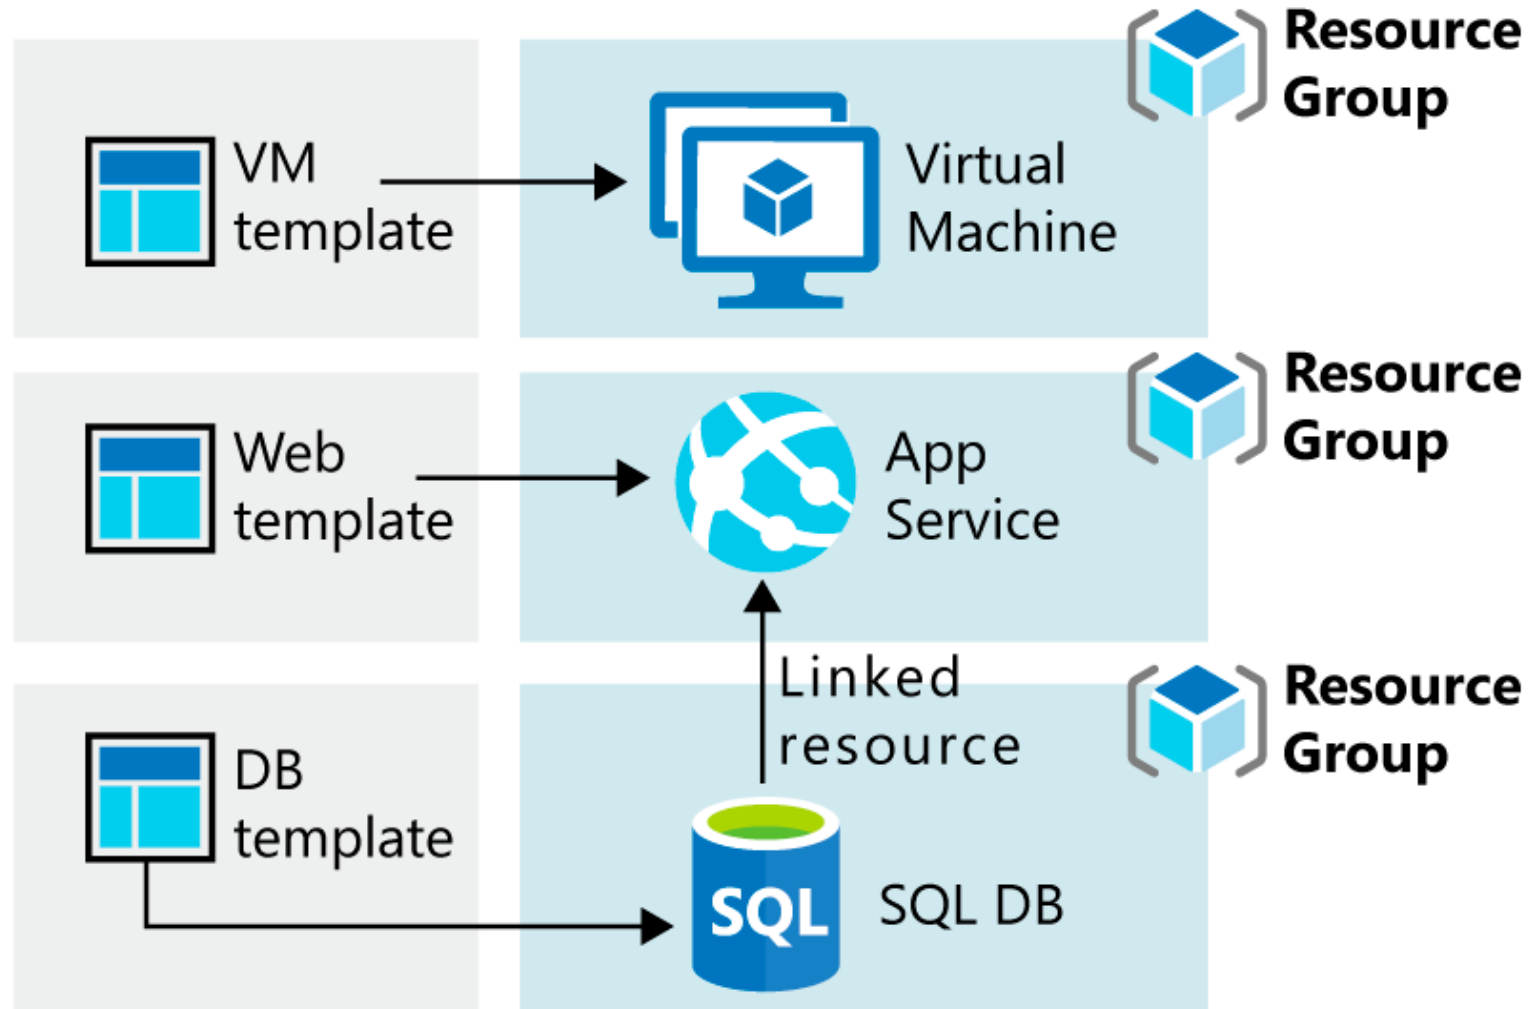 Resource
Group
VM
template
Virtual
Machine
Resource
Group
Web
template
App
Service
Linked
resource
Resource
Group
DB
template
SQL
SQL DB